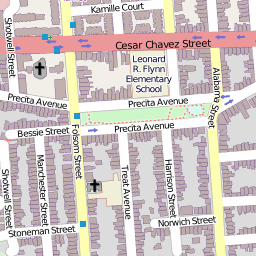 Kamille Court
Shotwell Street
Cesar Chavez Street
Leonard
R. Flynn
Elementary
School
Alabama Street
Precita Avenue
Precita Avenue
Bessie Street
Precita Avenue
Folsom Street
Shotwell Street
Manchester Street
Treat Avenue
Harrison Street
Norwich Street
Stoneman Street